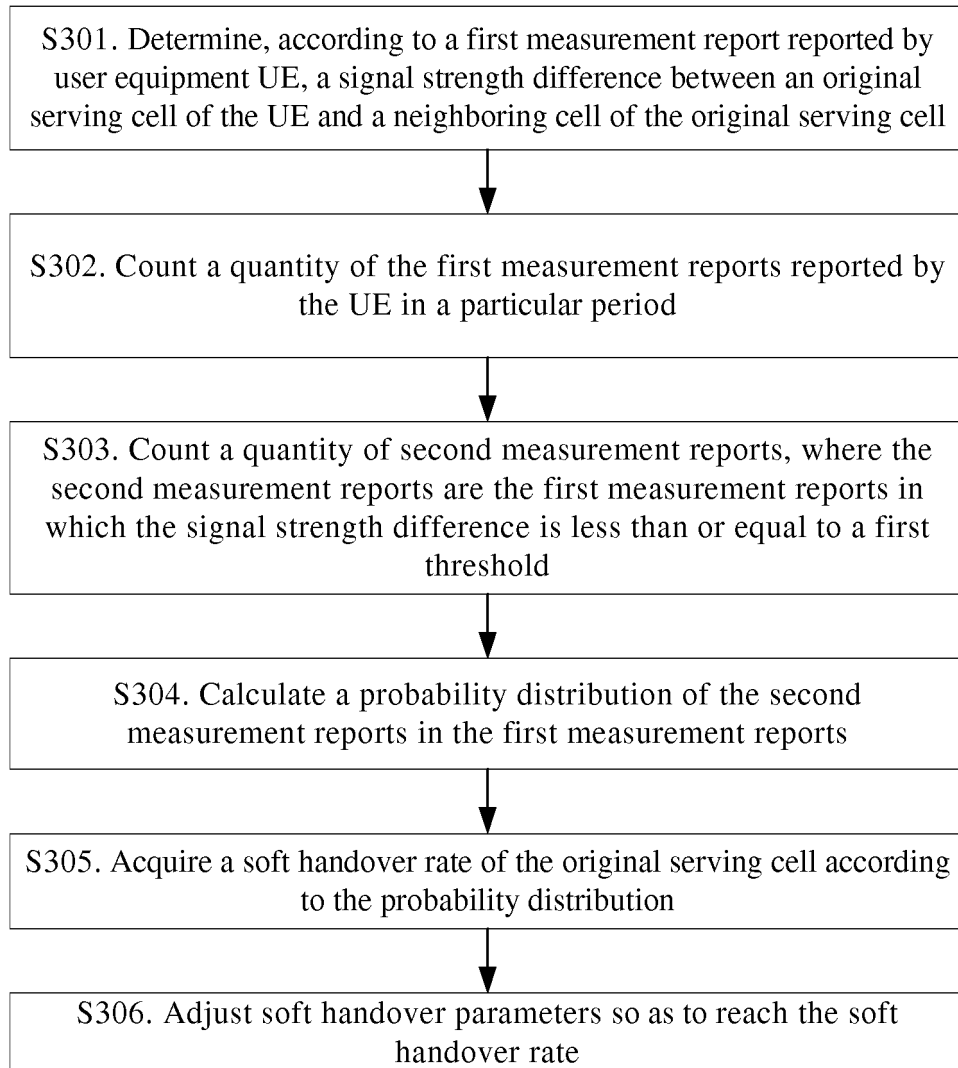 S301. Determine, according to a first measurement report reported by
user equipment UE, a signal strength difference between an original
serving cell of the UE and a neighboring cell of the original serving cell
S302. Count a quantity of the first measurement reports reported by
the UE in a particular period
S303. Count a quantity of second measurement reports, where the
second measurement reports are the first measurement reports in
which the signal strength difference is less than or equal to a first
threshold
S304. Calculate a probability distribution of the second
measurement reports in the first measurement reports
S305. Acquire a soft handover rate of the original serving cell according
to the probability distribution
S306. Adjust soft handover parameters so as to reach the soft
handover rate